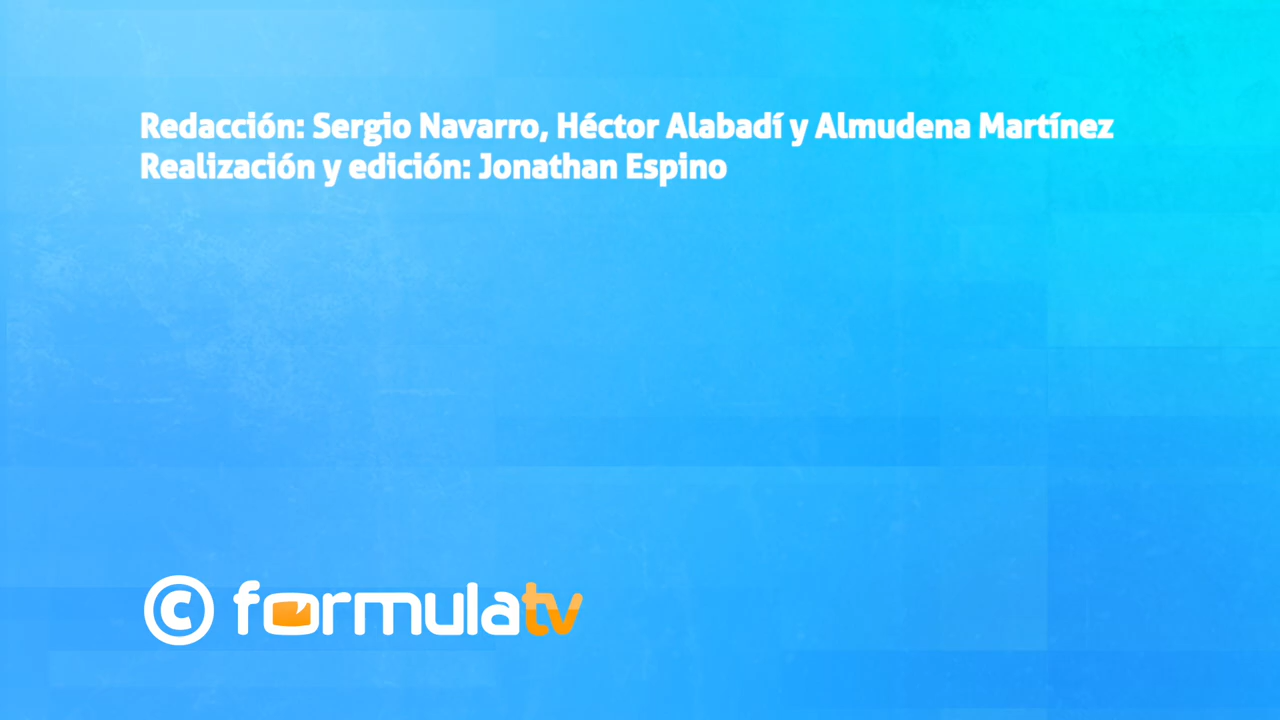 Redacción: Sergio Navarro, Héctor Alabadí y Almudena Martínez
Realización y edición: Jonathan Espino
© formulatv